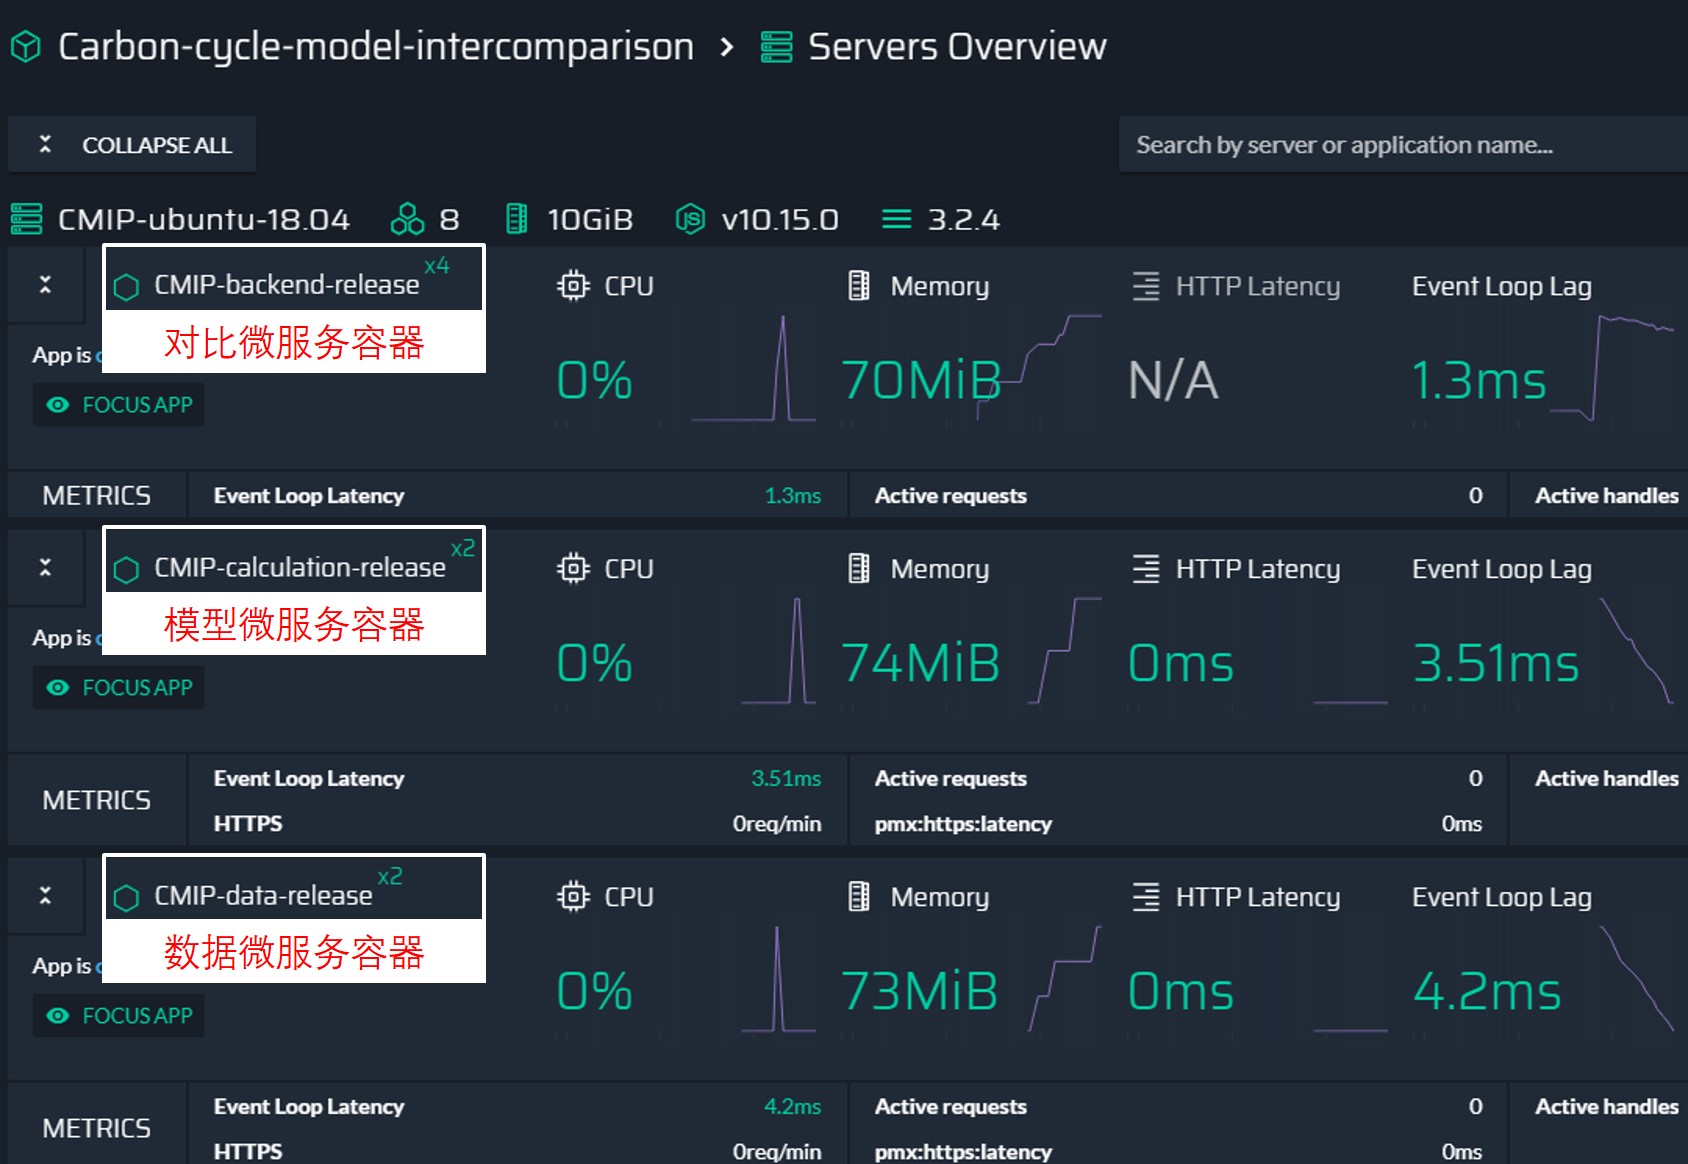 Carbon-cycle-model-intercomparison > Servers Overview
COLLAPSE ALL
Search by server or application name...
CMIP-ubuntu-18.04 8 10GiB v10.15.0 3.2.4
CMIP-backend-release x4
对比微服务容器
App is
FOCUS APP
CPU
0%
Memory
70MiB
HTTP Latency
N/A
Event Loop Lag
1.3ms
METRICS
Event Loop Latency 1.3ms
Active requests 0
Active handles
CMIP-calculation-release x2
模型微服务容器
App is
FOCUS APP
CPU
0%
Memory
74MiB
HTTP Latency
0ms
Event Loop Lag
3.51ms
METRICS
Event Loop Latency 3.51ms
Active requests 0
Active handles
HTTPS 0req/min
pmx:https:latency 0ms
CMIP-data-release x2
数据微服务容器
App is
FOCUS APP
CPU
0%
Memory
73MiB
HTTP Latency
0ms
Event Loop Lag
4.2ms
METRICS
Event Loop Latency 4.2ms
Active requests 0
Active handles
HTTPS 0req/min
pmx:https:latency 0ms